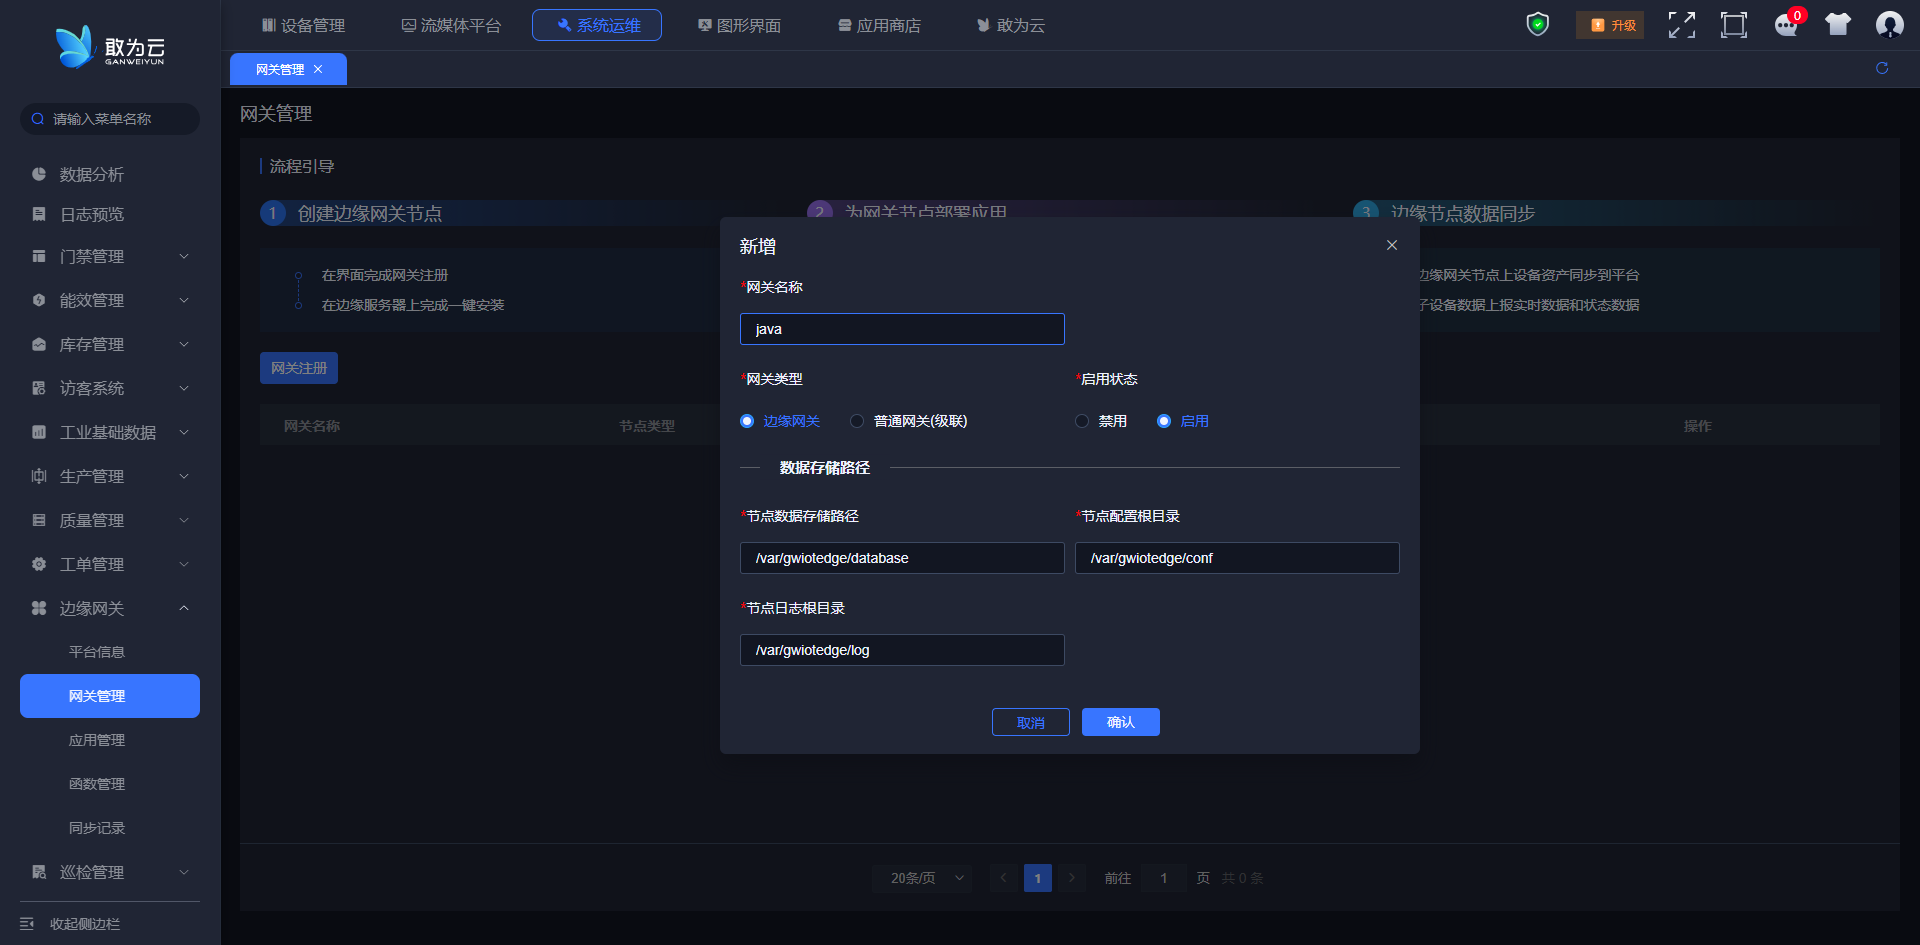 敢为云
GANWEIYUN
设备管理
流媒体平台
系统运维
图形界面
应用商店
敢为云
升级
0
网关管理
请输入菜单名称
数据分析
日志预览
门禁管理
能效管理
库存管理
访客系统
工业基础数据
生产管理
质量管理
工单管理
边缘网关
平台信息
网关管理
应用管理
函数管理
同步记录
巡检管理
收起侧边栏
网关管理
流程引导
1 创建边缘网关节点
2 为网关节点部署应用
3 边缘节点数据同步
在界面完成网关注册
在边缘服务器上完成一键安装
边缘网关节点上设备资产同步到平台
子设备数据上报实时数据和状态数据
网关注册
网关名称 节点类型 操作
新增
*网关名称
java
*网关类型 *启用状态
边缘网关 普通网关(级联) 禁用 启用
数据存储路径
*节点数据存储路径 *节点配置根目录
/var/gwiotedge/database /var/gwiotedge/conf
*节点日志根目录
/var/gwiotedge/log
取消 确认
20条/页 1 前往 1 页 共 0 条